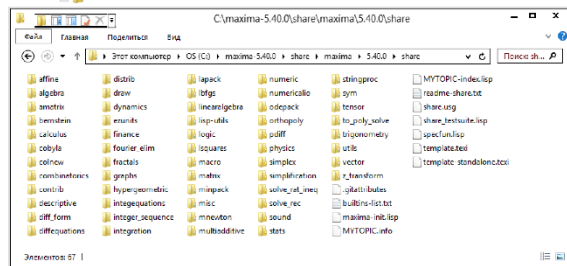 C:\maxima-5.40.0\share\maxima\5.40.0\share
Файл Главная Поделиться Вид
Этот компьютер OS (C:) maxima-5.40.0 share maxima 5.40.0 share Поиск: sh...
affine distrib lapack numeric stringproc MYTOPIC-index.lisp
algebra draw lbfgs numericalio sym readme-share.txt
amatrix dynamics linearalgebra odepack tensor share.usg
bernstein ezunits lisp-utils orthopoly to_poly_solve share_testsuite.lisp
calculus finance logic pdiff trigonometry specfun.lisp
cobyla fourier_elim lsquares physics utils template.texi
colnew fractals macro simplex vector template-standalone.texi
combinatorics graphs matrix simplification z_transform
contrib hypergeometric minpack solve_rat_ineq .gitattributes
descriptive integequations misc solve_rec builtins-list.txt
diff_form integer_sequence mnewton sound maxima-init.lisp
diffequations integration multiadditive stats MYTOPIC.info
Элементов: 67